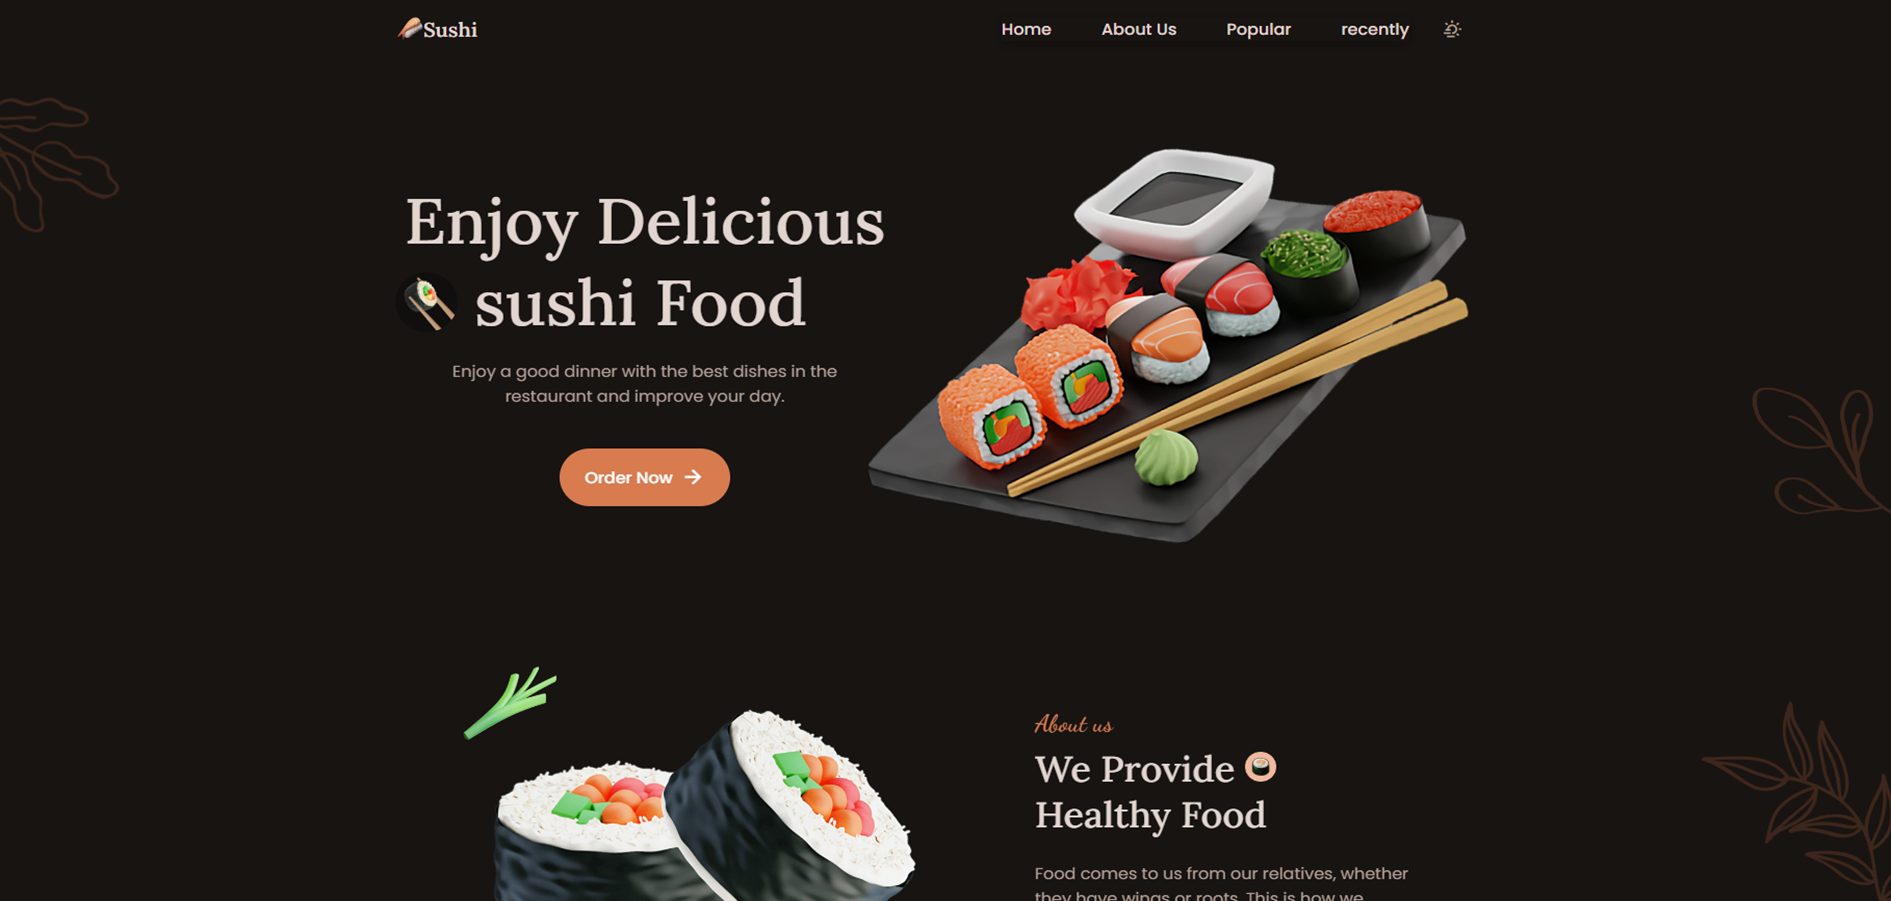 Sushi
Home
About Us
Popular
recently
Enjoy Delicious
sushi Food
Enjoy a good dinner with the best dishes in the
restaurant and improve your day.
Order Now
About us
We Provide
Healthy Food
Food comes to us from our relatives, whether
they have wings or roots. This is how we